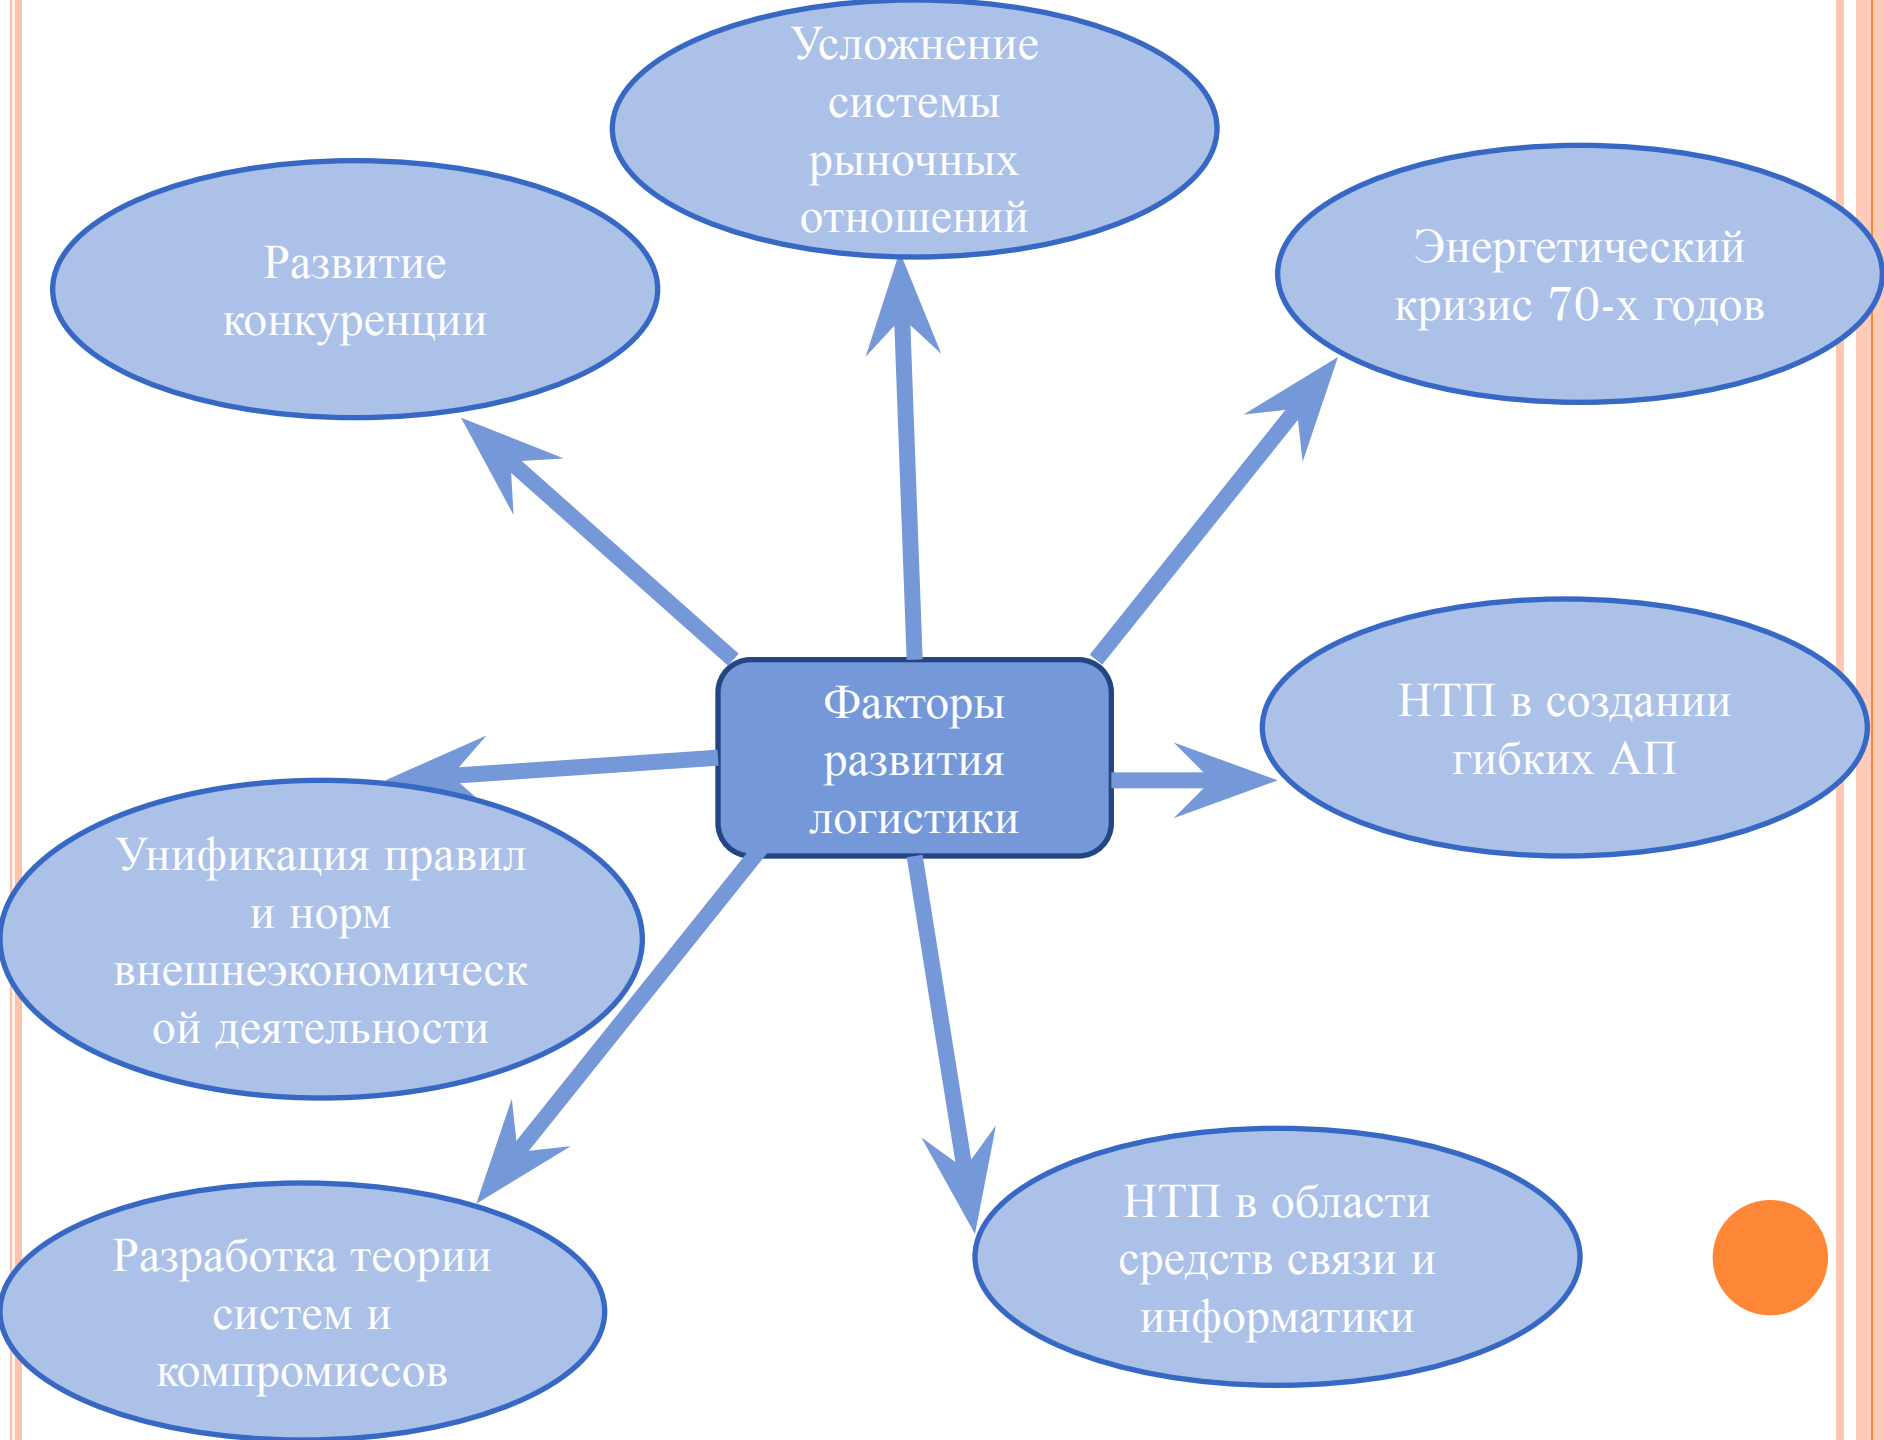 Усложнение
системы
рыночных
отношений
Развитие
конкуренции
Энергетический
кризис 70-х годов
Факторы
развития
логистики
НТП в создании
гибких АП
Унификация правил
и норм
внешнеэкономическ
ой деятельности
НТП в области
средств связи и
информатики
Разработка теории
систем и
компромиссов